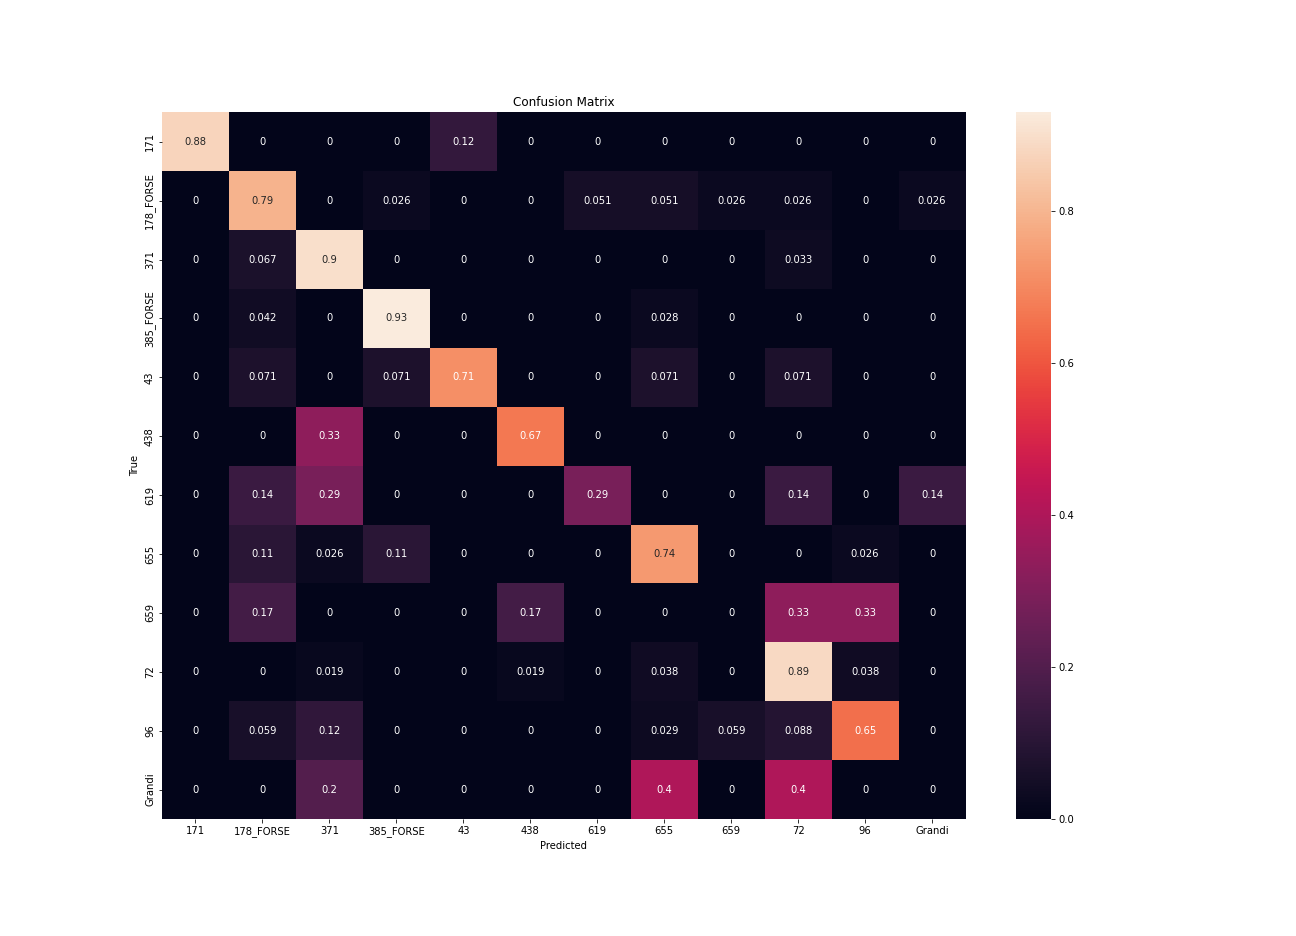 Confusion Matrix
171 0.88 0 0 0 0.12 0 0 0 0 0 0 0
178_FORSE 0 0.79 0 0.026 0 0 0.051 0.051 0.026 0.026 0 0.026
371 0 0.067 0.9 0 0 0 0 0 0 0.033 0 0
385_FORSE 0 0.042 0 0.93 0 0 0 0.028 0 0 0 0
43 0 0.071 0 0.071 0.71 0 0 0.071 0 0.071 0 0
438 0 0 0.33 0 0 0.67 0 0 0 0 0 0
619 0 0.14 0.29 0 0 0 0.29 0 0 0.14 0 0.14
655 0 0.11 0.026 0.11 0 0 0 0.74 0 0 0.026 0
659 0 0.17 0 0 0 0.17 0 0 0 0.33 0.33 0
72 0 0 0.019 0 0 0.019 0 0.038 0 0.89 0.038 0
96 0 0.059 0.12 0 0 0 0 0.029 0.059 0.088 0.65 0
Grandi 0 0 0.2 0 0 0 0 0.4 0 0.4 0 0
True
171 178_FORSE 371 385_FORSE 43 438 619 655 659 72 96 Grandi
Predicted
0.8
0.6
0.4
0.2
0.0